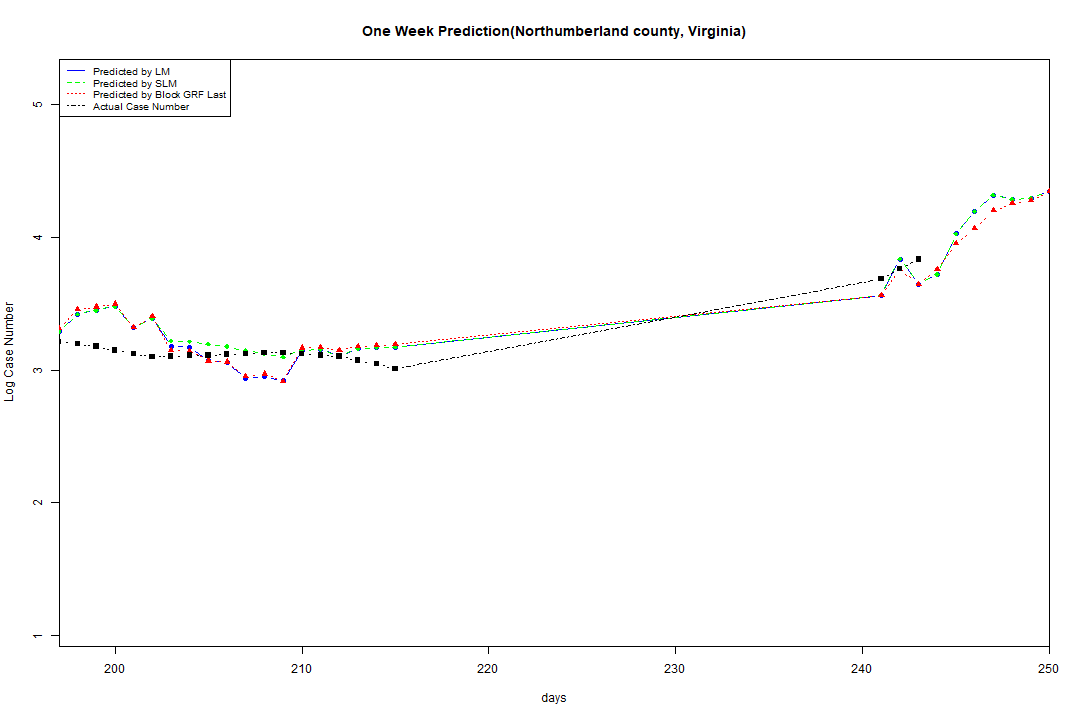 One Week Prediction(Northumberland county, Virginia)
Predicted by LM
Predicted by SLM
Predicted by Block GRF Last
Actual Case Number
5
4
3
2
1
Log Case Number
200
210
220
230
240
250
days